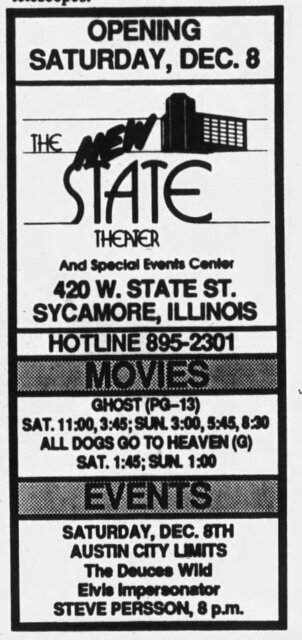 telescopes.
OPENING
SATURDAY, DEC. 8
THE NEW
STATE
THEATER
And Special Events Center
420 W. STATE ST.
SYCAMORE, ILLINOIS
HOTLINE 895-2301
MOVIES
GHOST (PG-13)
SAT. 11:00, 3:45; SUN. 3:00, 5:45, 8:30
ALL DOGS GO TO HEAVEN (G)
SAT. 1:45; SUN. 1:00
EVENTS
SATURDAY, DEC. 8TH
AUSTIN CITY LIMITS
The Deuces Wild
Elvis Impersonator
STEVE PERSSON, 8 p.m.